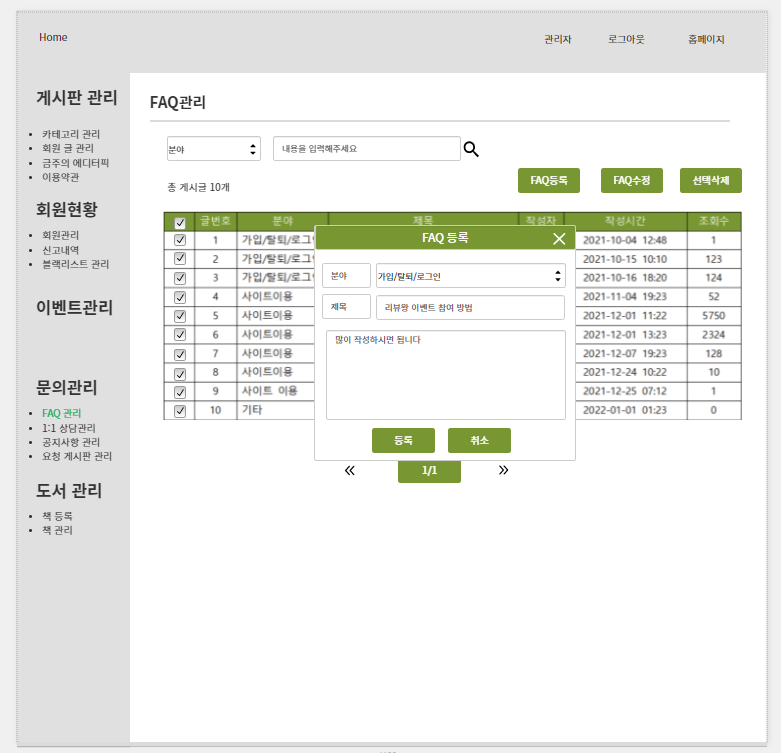 Home
관리자 로그아웃 홈페이지
게시판 관리
카테고리 관리
회원 글 관리
금주의 에디터픽
이용약관
회원현황
회원관리
신고내역
블랙리스트 관리
이벤트관리
문의관리
FAQ 관리
1:1 상담관리
공지사항 관리
요청 게시판 관리
도서 관리
책 등록
책 관리
FAQ관리
분야 내용을 입력해주세요
총 게시글 10개
FAQ등록 FAQ수정 선택삭제
글번호 분야 제목 작성자 작성시간 조회수
1 가입/탈퇴/로그인 2021-10-04 12:48 1
2 가입/탈퇴/로그 2021-10-15 10:10 123
3 가입/탈퇴/로그 2021-10-16 18:20 124
4 사이트이용 2021-11-04 19:23 52
5 사이트이용 2021-12-01 11:22 5750
6 사이트이용 2021-12-01 13:23 2324
7 사이트이용 2021-12-07 19:23 128
8 사이트이용 2021-12-24 10:22 10
9 사이트 이용 2021-12-25 07:12 1
10 기타 2022-01-01 01:23 0
FAQ 등록
분야 가입/탈퇴/로그인
제목 리뷰왕 이벤트 참여 방법
많이 작성하시면 됩니다
등록 취소
« 1/1 »